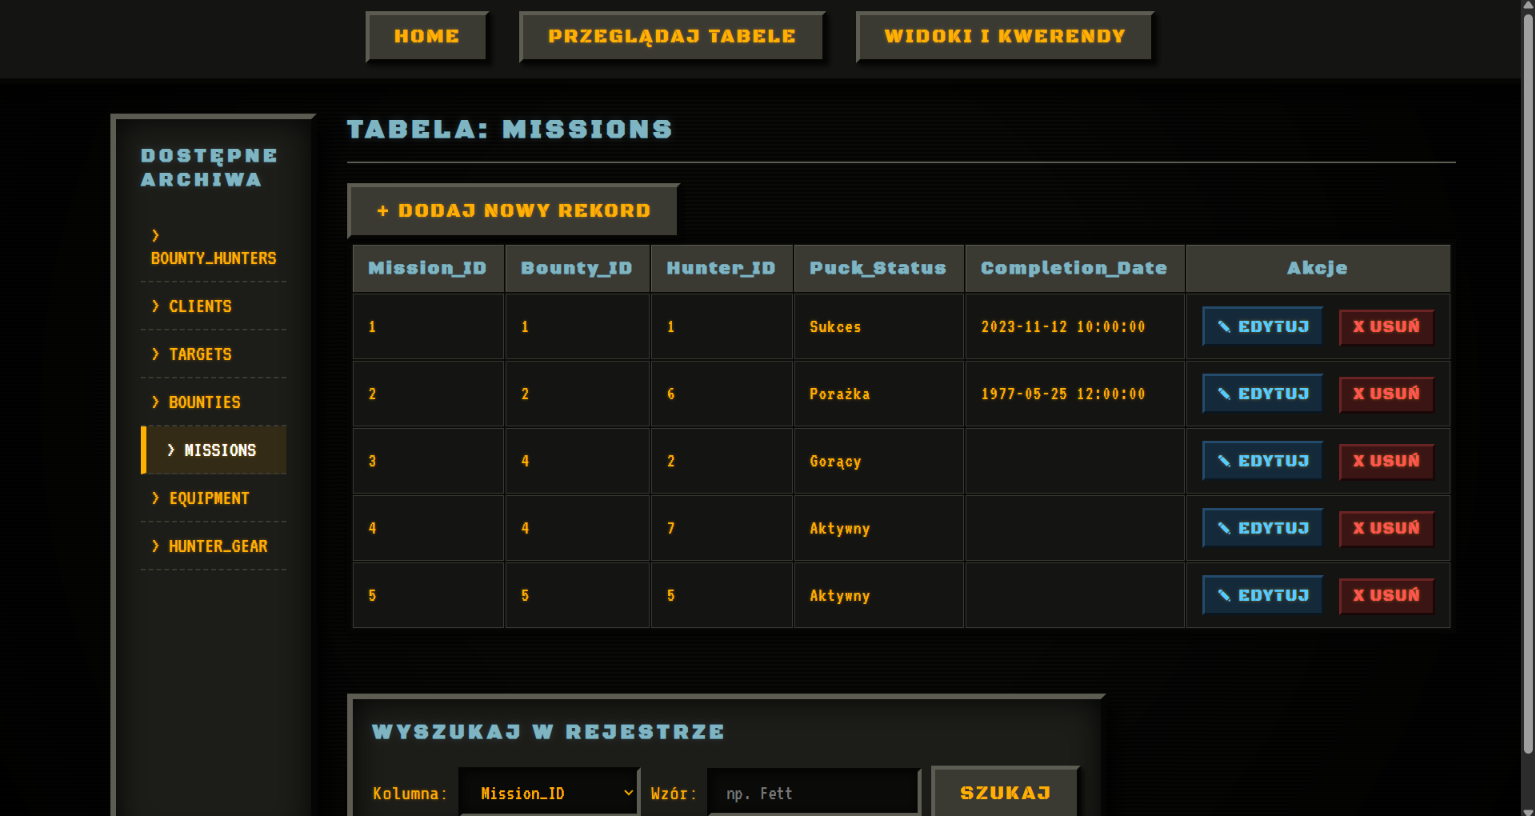 HOME PRZEGLĄDAJ TABELE WIDOKI I KWERENDY
DOSTĘPNE
ARCHIWA
>
BOUNTY_HUNTERS
> CLIENTS
> TARGETS
> BOUNTIES
> MISSIONS
> EQUIPMENT
> HUNTER_GEAR
TABELA: MISSIONS
+ DODAJ NOWY REKORD
Mission_ID Bounty_ID Hunter_ID Puck_Status Completion_Date Akcje
1 1 1 Sukces 2023-11-12 10:00:00 EDYTUJ X USUŃ
2 2 6 Porażka 1977-05-25 12:00:00 EDYTUJ X USUŃ
3 4 2 Gorący EDYTUJ X USUŃ
4 4 7 Aktywny EDYTUJ X USUŃ
5 5 5 Aktywny EDYTUJ X USUŃ
WYSZUKAJ W REJESTRZE
Kolumna: Mission_ID Wzór: np. Fett SZUKAJ